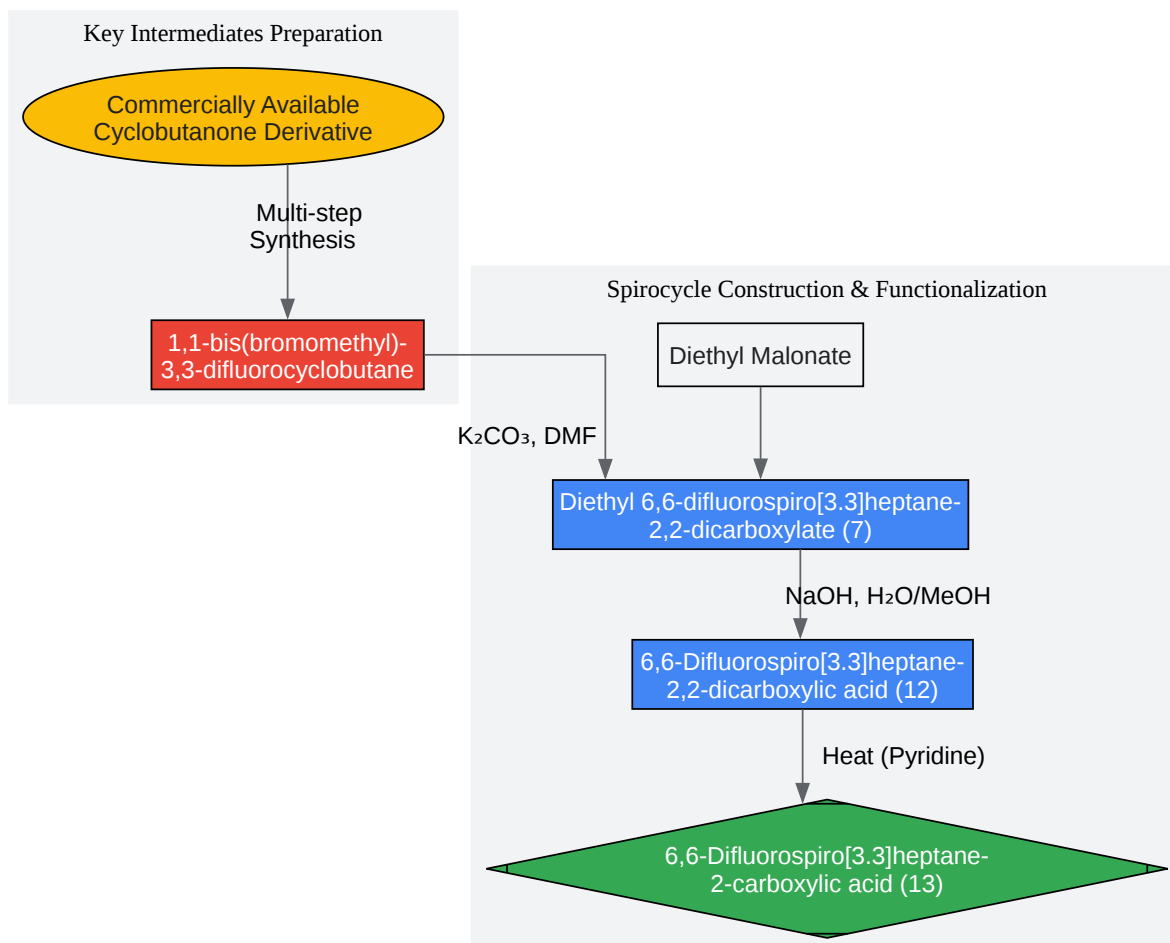 Key Intermediates Preparation
Commercially Available
Cyclobutanone Derivative
Multi-step
Synthesis
1,1-bis(bromomethyl)-
3,3-difluorocyclobutane
Spirocycle Construction & Functionalization
Diethyl Malonate
K₂CO₃, DMF
Diethyl 6,6-difluorospiro[3.3]heptane-
2,2-dicarboxylate (7)
NaOH, H₂O/MeOH
6,6-Difluorospiro[3.3]heptane-
2,2-dicarboxylic acid (12)
Heat (Pyridine)
6,6-Difluorospiro[3.3]heptane-
2-carboxylic acid (13)